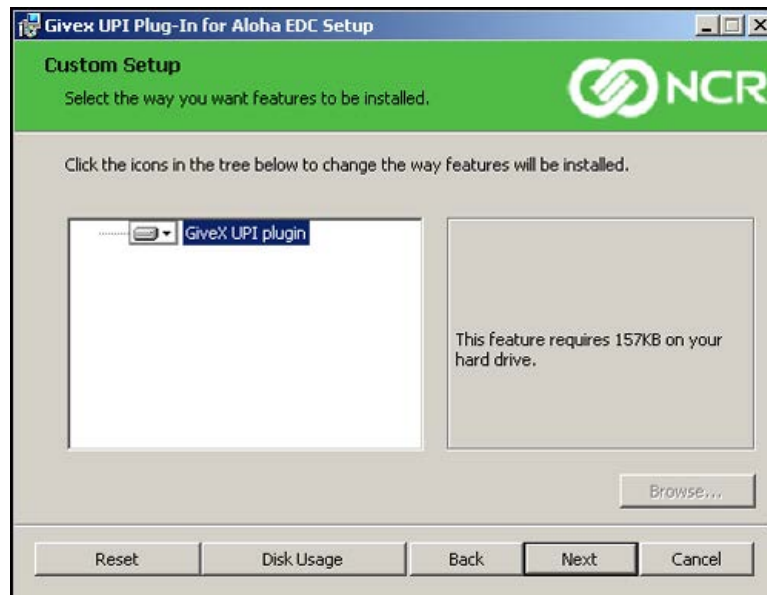 Givex UPI Plug-In for Aloha EDC Setup
Custom Setup
Select the way you want features to be installed.
NCR
Click the icons in the tree below to change the way features will be installed.
GiveX UPI plugin
This feature requires 157KB on your
hard drive.
Browse...
Reset
Disk Usage
Back
Next
Cancel